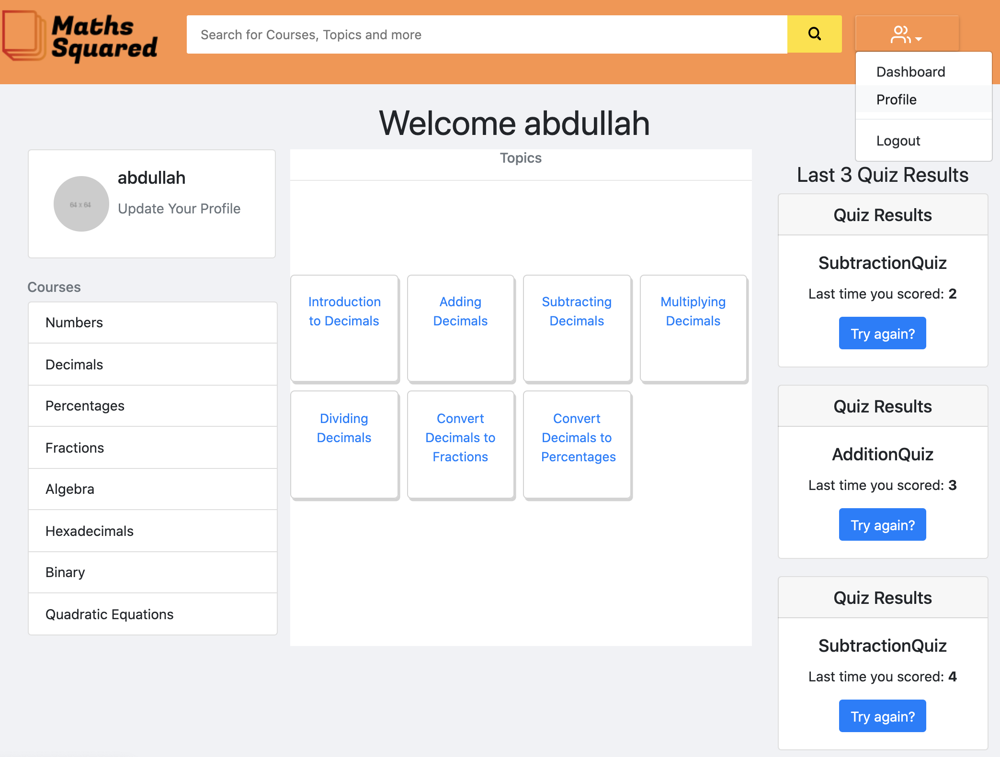 Maths
Squared
Search for Courses, Topics and more
Dashboard
Profile
Logout
Welcome abdullah
64 x 64
abdullah
Update Your Profile
Courses
Numbers
Decimals
Percentages
Fractions
Algebra
Hexadecimals
Binary
Quadratic Equations
Topics
Introduction
to Decimals
Adding
Decimals
Subtracting
Decimals
Multiplying
Decimals
Dividing
Decimals
Convert
Decimals to
Fractions
Convert
Decimals to
Percentages
Last 3 Quiz Results
Quiz Results
SubtractionQuiz
Last time you scored: 2
Try again?
Quiz Results
AdditionQuiz
Last time you scored: 3
Try again?
Quiz Results
SubtractionQuiz
Last time you scored: 4
Try again?